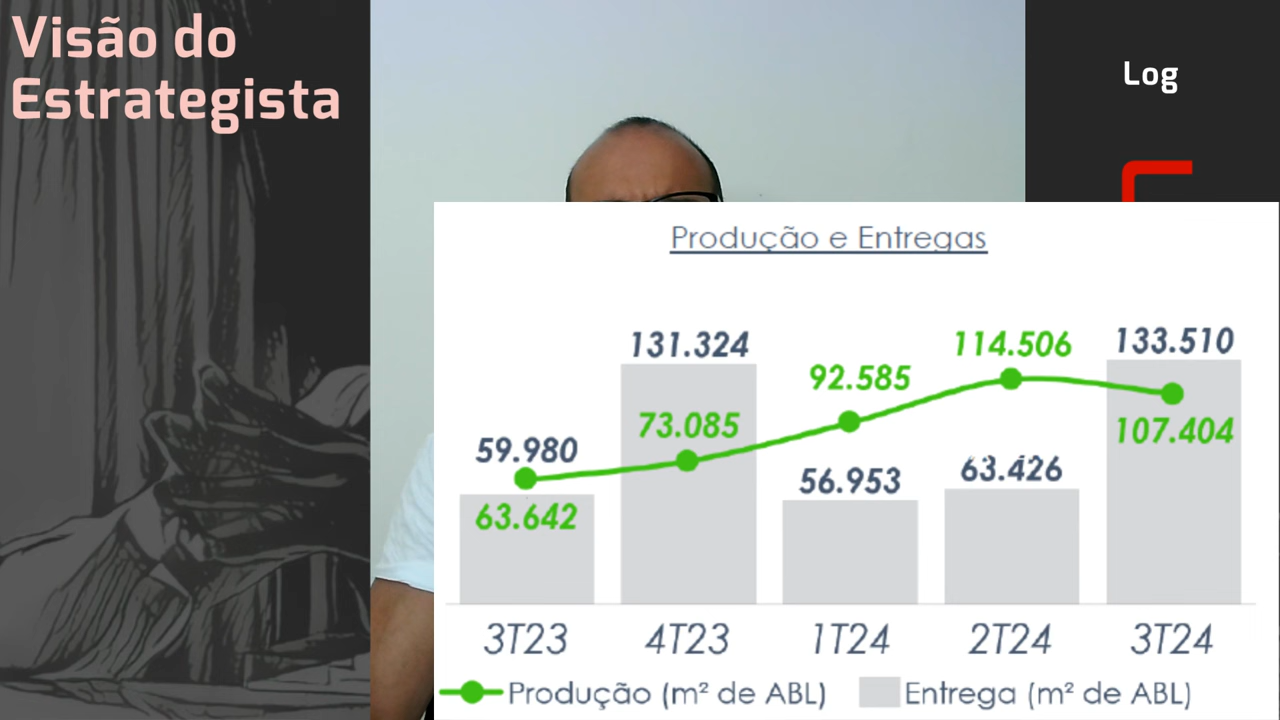 Visão do
Estrategista
Log
Produção e Entregas
59.980
63.642
131.324
73.085
92.585
56.953
114.506
63.426
133.510
107.404
3T23
4T23
1T24
2T24
3T24
Produção (m² de ABL)
Entrega (m² de ABL)